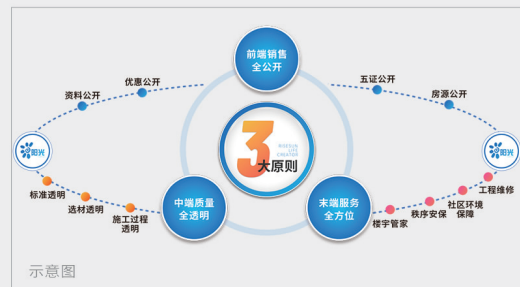 前端销售
全公开
优惠公开
资料公开
五证公开
房源公开
阳光
3
大原则
阳光
标准透明
选材透明
施工过程
透明
中端质量
全透明
末端服务
全方位
楼宇管家
秩序安保
社区环境
保障
工程维修
示意图